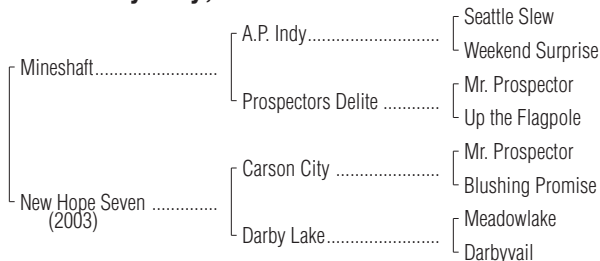 Seattle Slew
A.P. Indy..............................
Weekend Surprise
Mineshaft..........................
Mr. Prospector
Prospectors Delite ............
Up the Flagpole
Mr. Prospector
Carson City ......................
Blushing Promise
New Hope Seven ..............
(2003)
Meadowlake
Darby Lake........................
Darbyvail